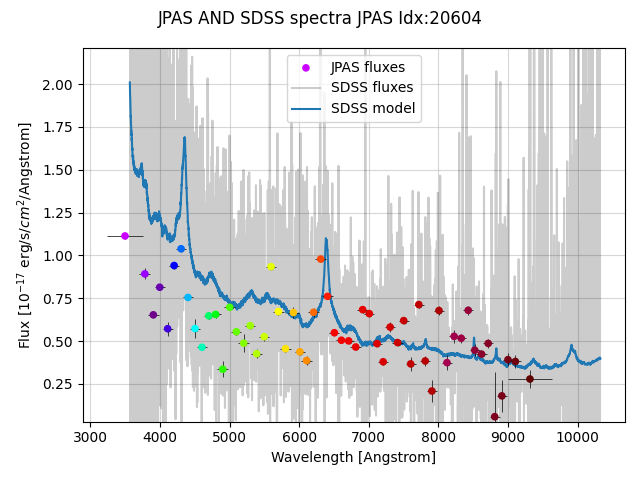 JPAS AND SDSS spectra JPAS Idx:20604
JPAS fluxes
SDSS fluxes
SDSS model
Flux [10⁻¹⁷ erg/s/cm²/Angstrom]
2.00
1.75
1.50
1.25
1.00
0.75
0.50
0.25
3000 4000 5000 6000 7000 8000 9000 10000
Wavelength [Angstrom]